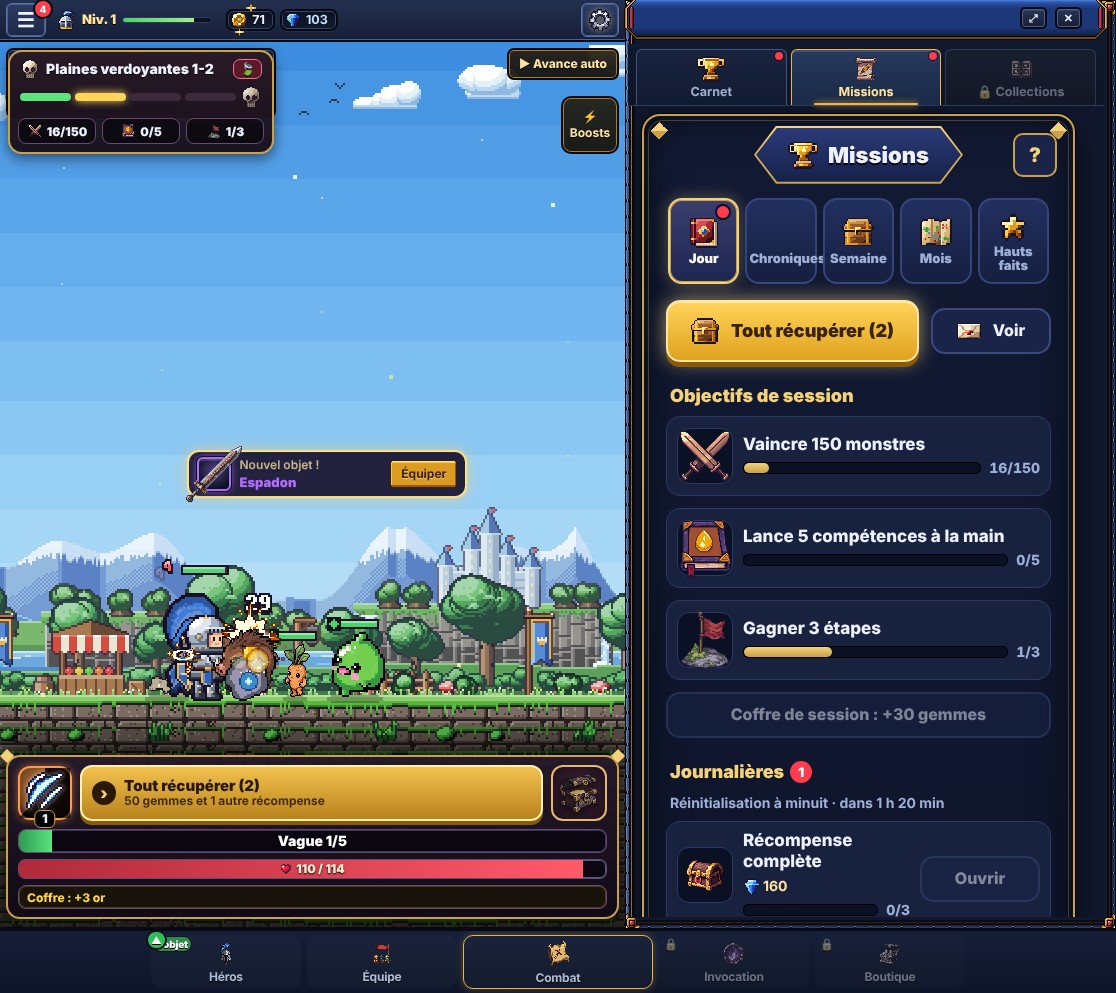 4
Niv. 1
71
103
Plaines verdoyantes 1-2
16/150
0/5
1/3
Avance auto
Boosts
Nouvel objet !
Espadon
Équiper
29
Tout récupérer (2)
50 gemmes et 1 autre récompense
1
Vague 1/5
110 / 114
Coffre : +3 or
objet
Héros
Équipe
Combat
Invocation
Boutique
Carnet
Missions
Collections
Missions
?
Jour
Chroniques
Semaine
Mois
Hauts
faits
Tout récupérer (2)
Voir
Objectifs de session
Vaincre 150 monstres
16/150
Lance 5 compétences à la main
0/5
Gagner 3 étapes
1/3
Coffre de session : +30 gemmes
Journalières 1
Réinitialisation à minuit · dans 1 h 20 min
Récompense
complète
160
0/3
Ouvrir